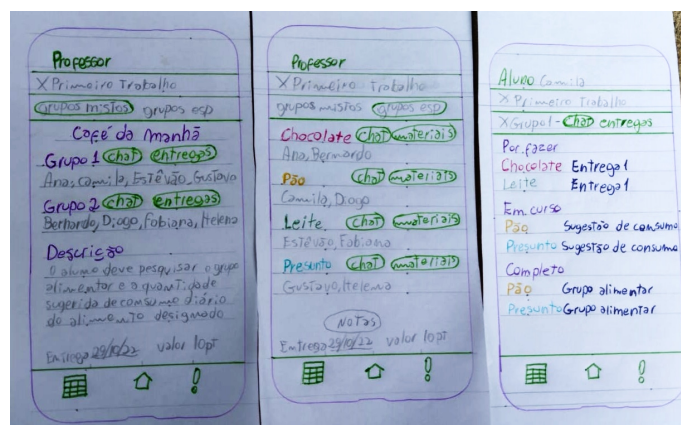 Professor
X Primeiro Trabalho
grupos mistos grupos esp
Café da Manhã
Grupo 1 chat entregas
Ana, Camila, Estêvão, Gustavo
Grupo 2 chat entregas
Bernardo, Diogo, Fabiana, Helena
Descrição
O aluno deve pesquisar o grupo
alimentar e a quantidade
sugerida de consumo diário
do alimento designado
Entrega 28/10/22 valor 10pt
Professor
X Primeiro Trabalho
grupos mistos grupos esp
Chocolate chat materiais
Ana, Bernardo
Pão chat materiais
Camila, Diogo
Leite chat materiais
Estêvão, Fabiana
Presunto chat materiais
Gustavo, Helena
Notas
Entrega 28/10/22 valor 10pt
Aluno Camila
X Primeiro Trabalho
X Grupo 1 - chat entregas
Por fazer
Chocolate Entrega 1
Leite Entrega 1
Em curso
Pão Sugestão de consumo
Presunto Sugestão de consumo
Completo
Pão Grupo alimentar
Presunto Grupo alimentar